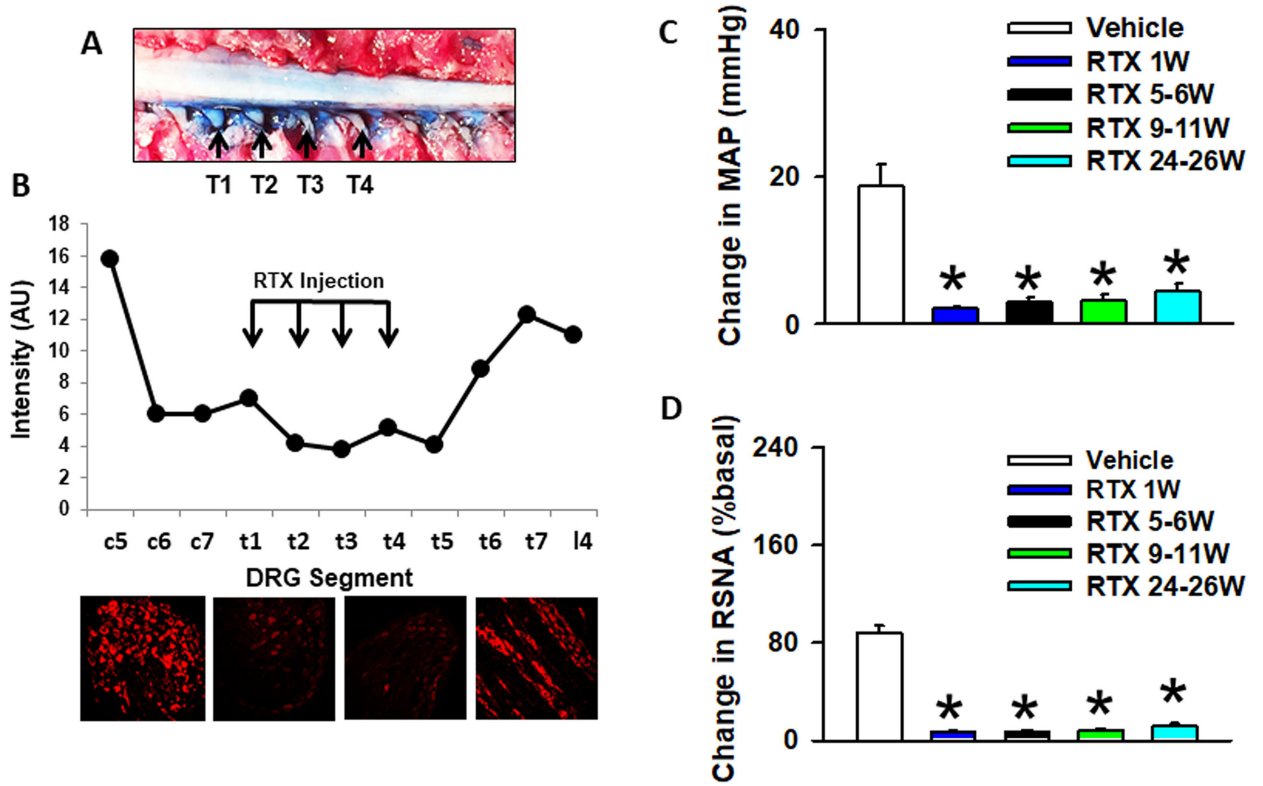 A
T1 T2 T3 T4
B
Intensity (AU)
18
16
14
12
10
8
6
4
2
0
RTX Injection
c5 c6 c7 t1 t2 t3 t4 t5 t6 t7 l4
DRG Segment
C
Change in MAP (mmHg)
40
20
0
Vehicle
RTX 1W
RTX 5-6W
RTX 9-11W
RTX 24-26W
* * * *
D
Change in RSNA (%basal)
240
160
80
0
Vehicle
RTX 1W
RTX 5-6W
RTX 9-11W
RTX 24-26W
* * * *